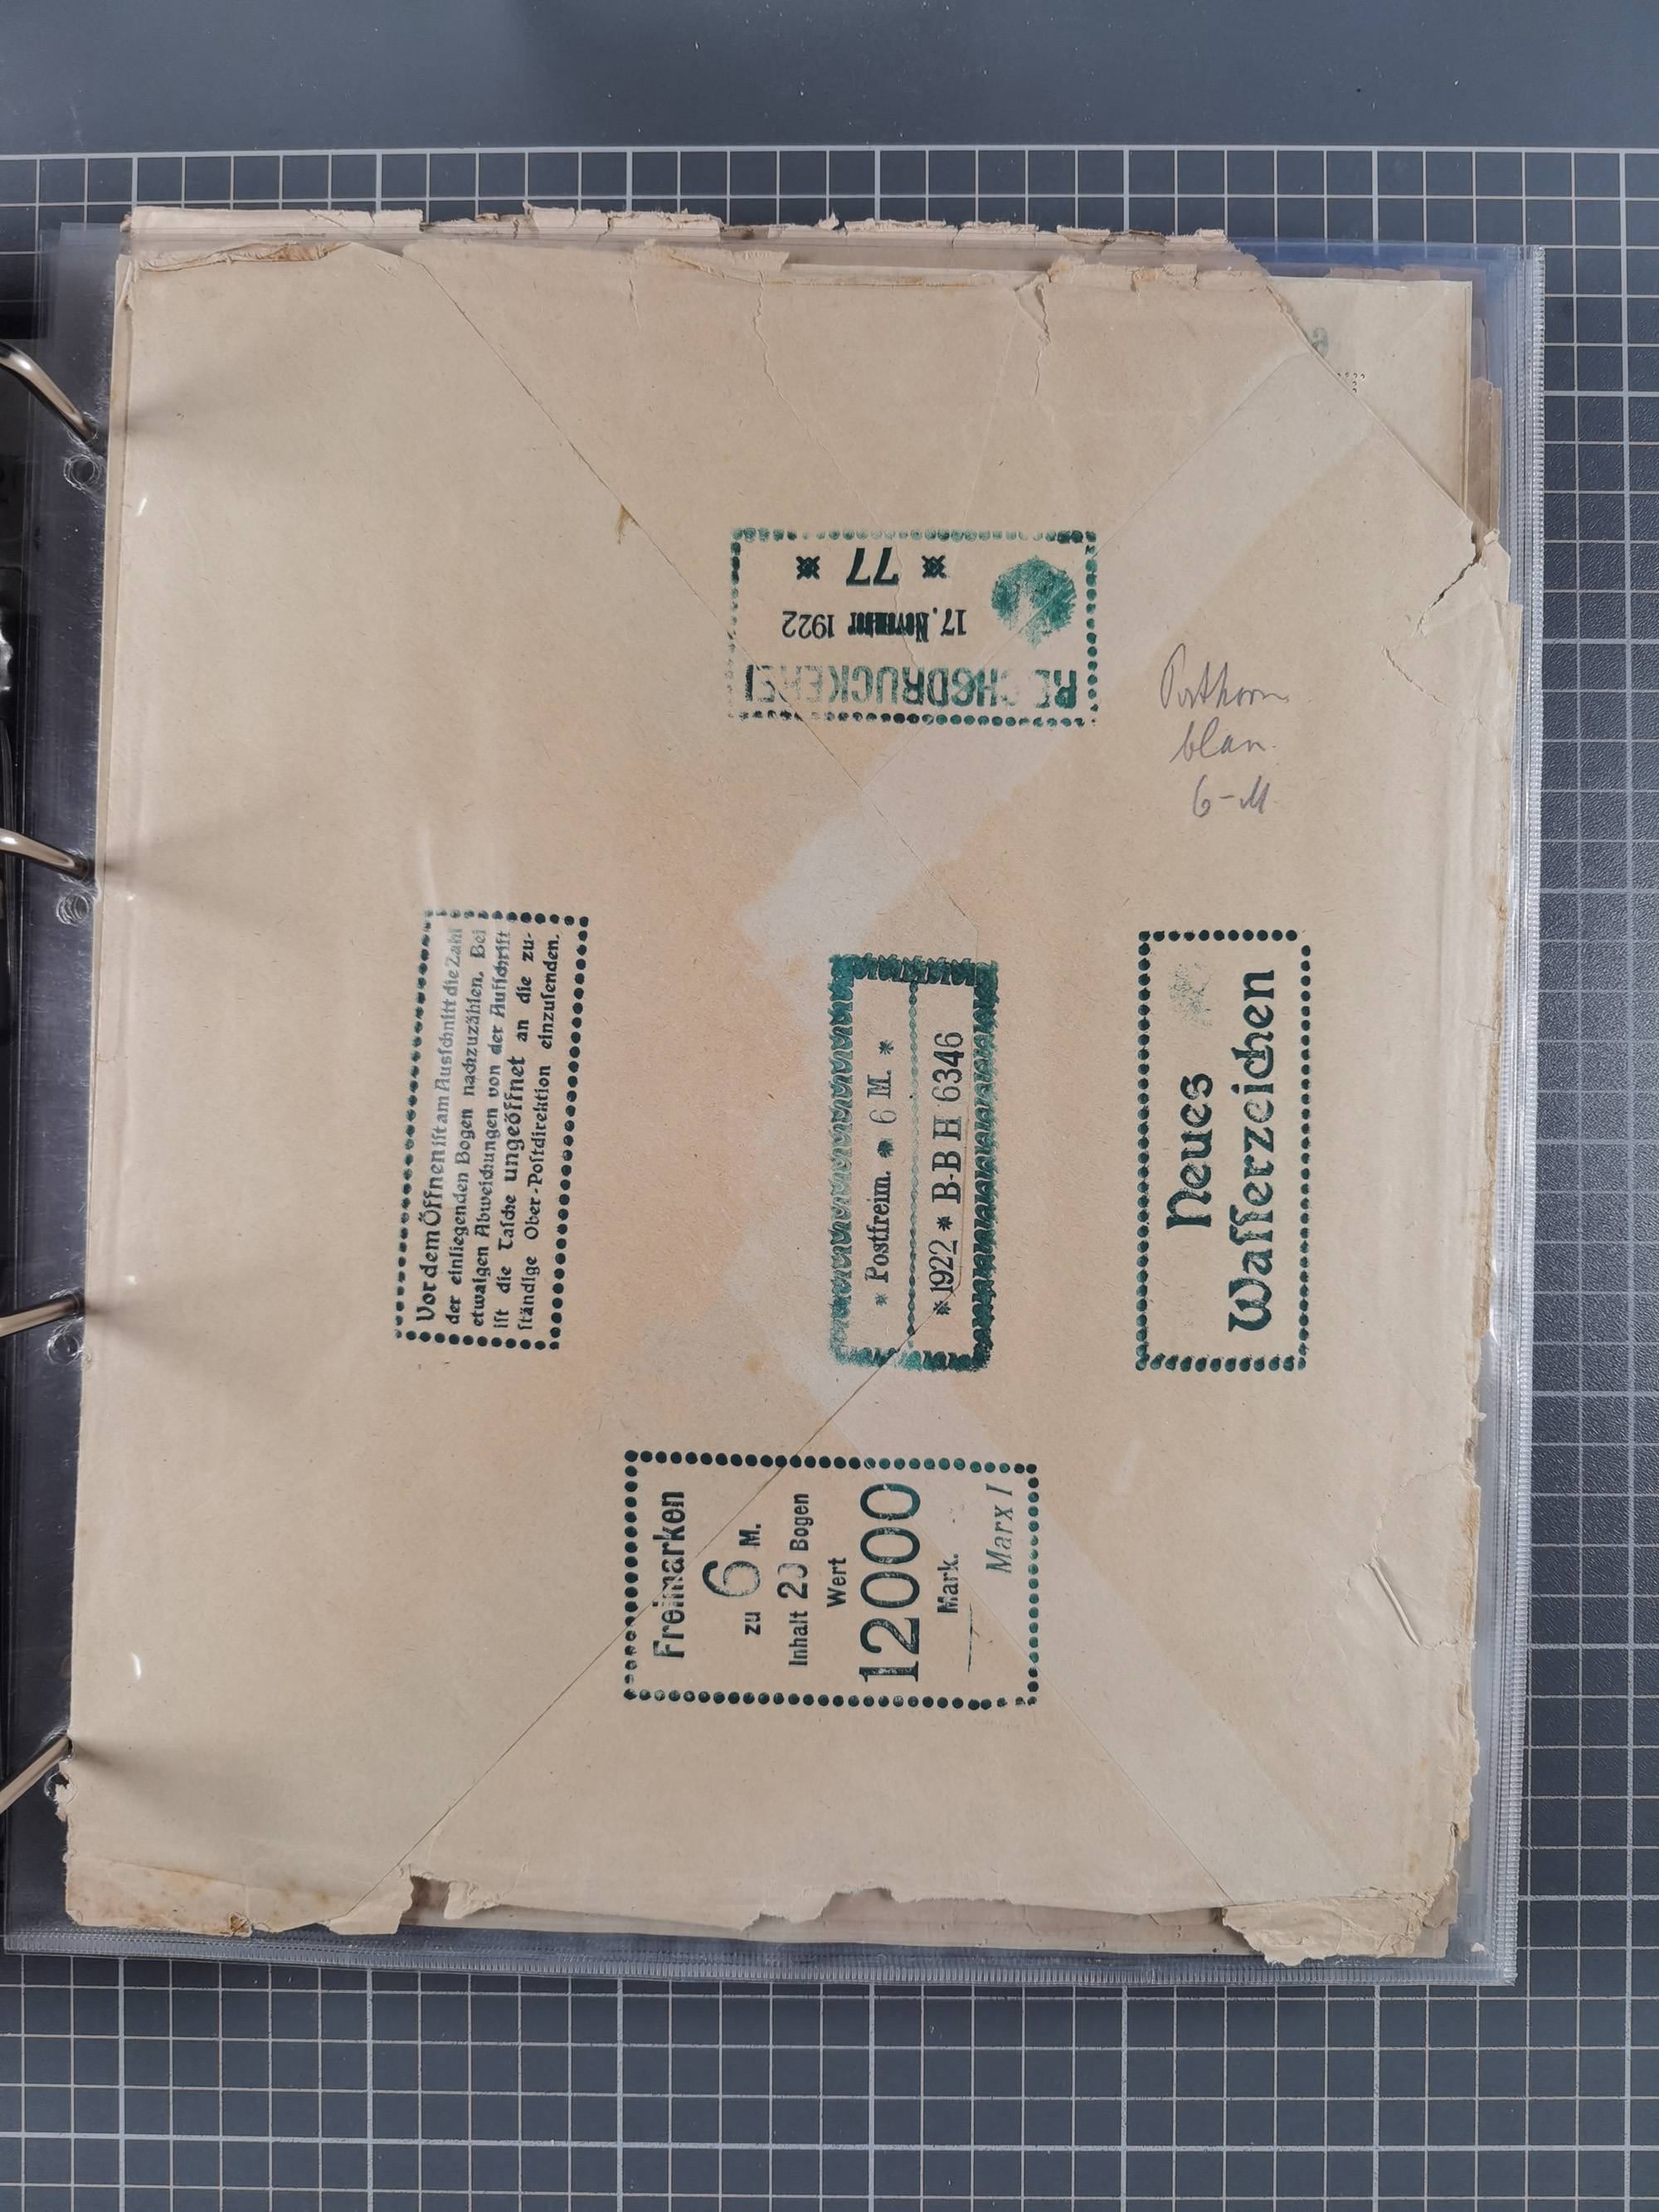 REICHSDRUCKEREI
17. November 1922
* 77 *
Posthorn
blau.
6-M
Vor dem Öffnen iſt am Ausſchnitt die Zahl
der einliegenden Bogen nachzuzählen. Bei
etwaigen Abweichungen von der Aufſchrift
iſt die Taſche ungeöffnet an die zu-
ſtändige Ober-Poſtdirektion einzuſenden.
* Postfreim. * 6 M. *
*1922 * B-B H 6346
Neues
Waſſerzeichen
Freimarken
zu 6 M.
Inhalt 20 Bogen
Wert
12000
Mark.
Marx I